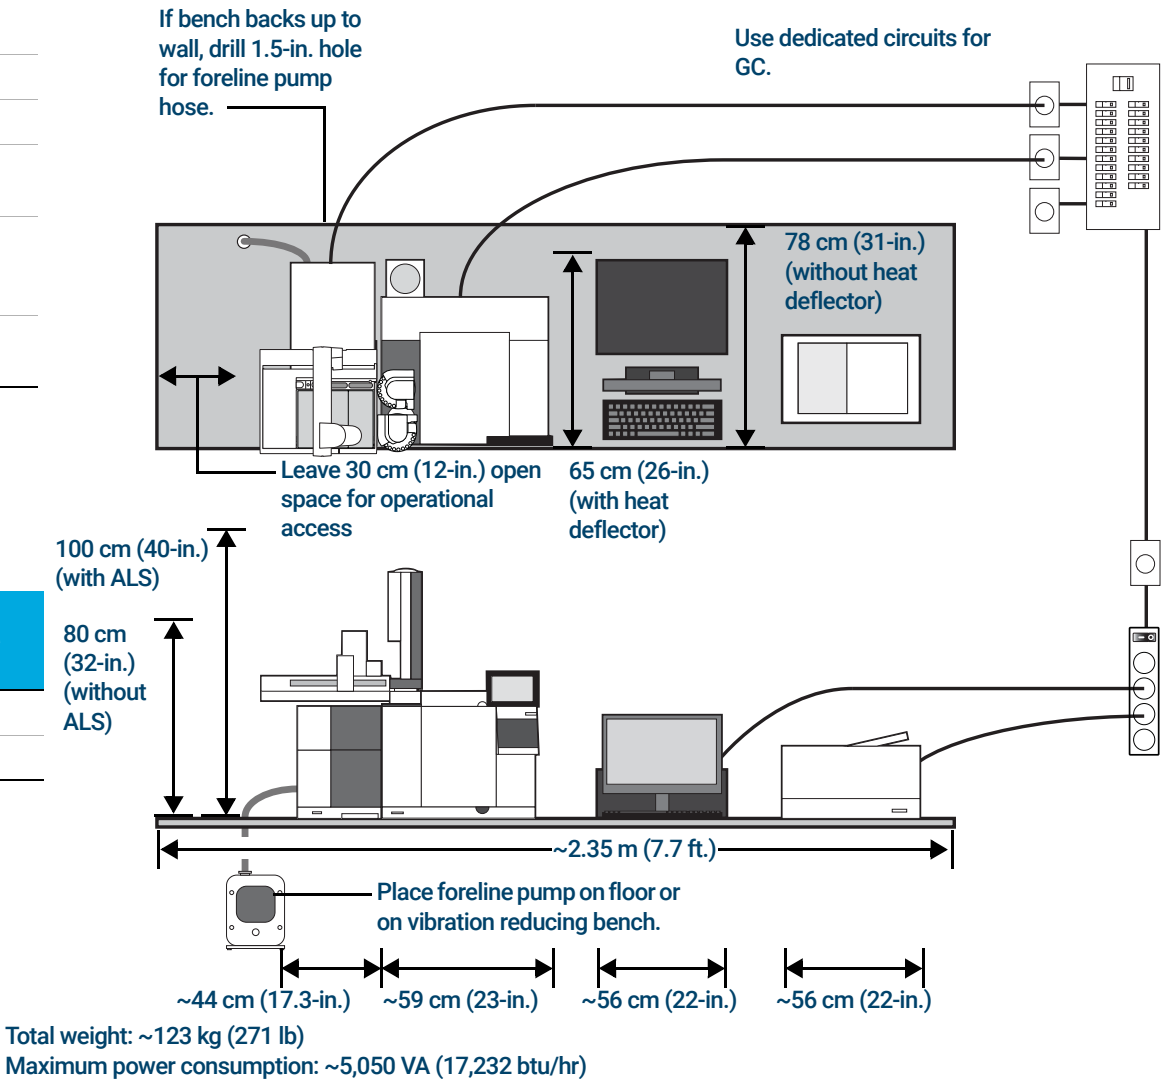 If bench backs up to
wall, drill 1.5-in. hole
for foreline pump
hose.
Use dedicated circuits for
GC.
78 cm (31-in.)
(without heat
deflector)
Leave 30 cm (12-in.) open
space for operational
access
65 cm (26-in.)
(with heat
deflector)
100 cm (40-in.)
(with ALS)
80 cm
(32-in.)
(without
ALS)
~2.35 m (7.7 ft.)
Place foreline pump on floor or
on vibration reducing bench.
~44 cm (17.3-in.)
~59 cm (23-in.)
~56 cm (22-in.)
~56 cm (22-in.)
Total weight: ~123 kg (271 lb)
Maximum power consumption: ~5,050 VA (17,232 btu/hr)